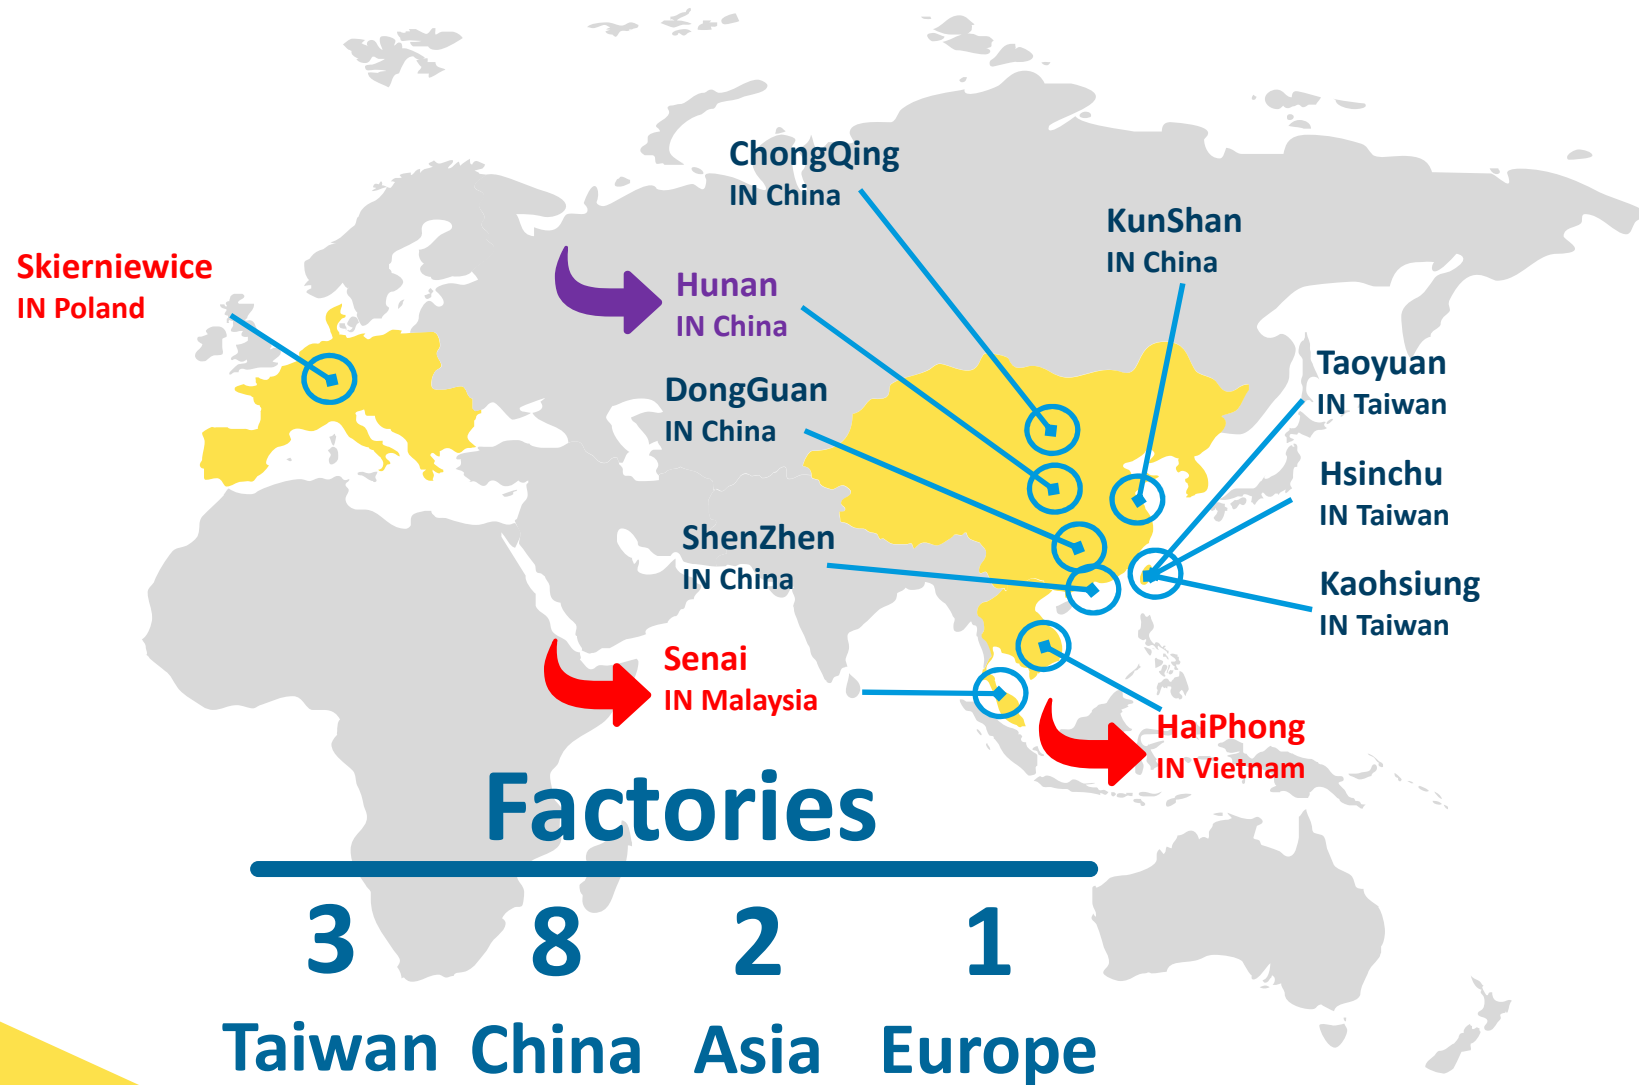 ChongQing
IN China
KunShan
IN China
Skierniewice
IN Poland
Hunan
IN China
Taoyuan
IN Taiwan
DongGuan
IN China
Hsinchu
IN Taiwan
ShenZhen
IN China
Kaohsiung
IN Taiwan
Senai
IN Malaysia
HaiPhong
IN Vietnam
Factories
3 8 2 1
Taiwan China Asia Europe